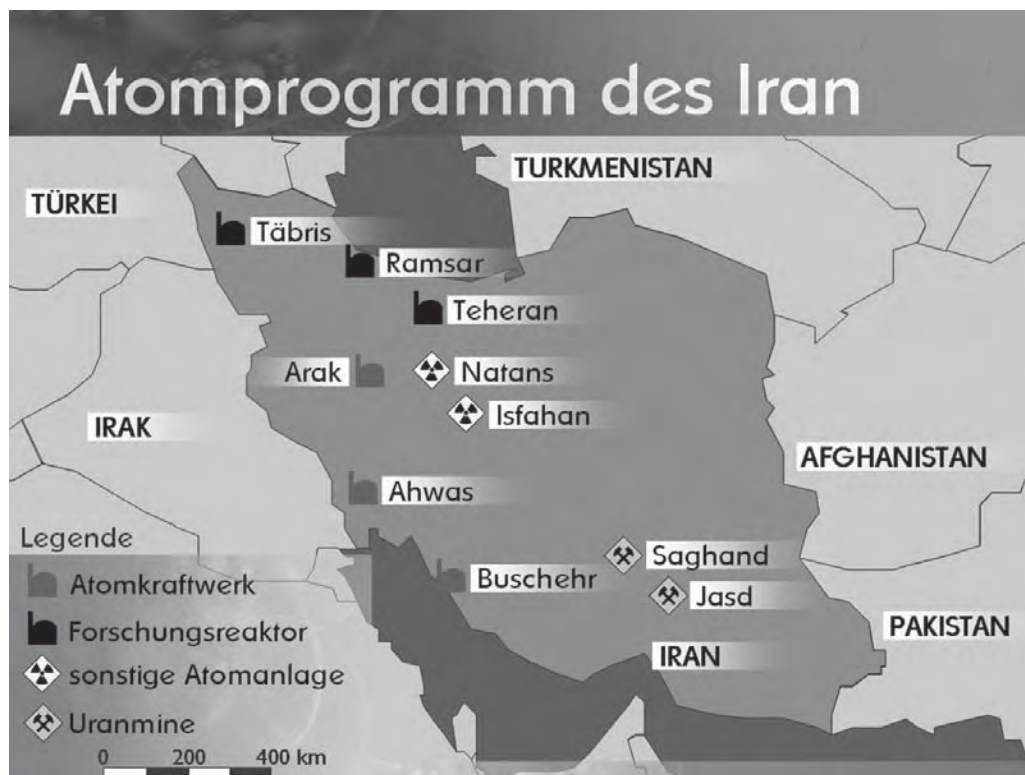 Atomprogramm des Iran
TURKMENISTAN
TÜRKEI
Täbris
Ramsar
Teheran
Arak
Natans
Isfahan
IRAK
AFGHANISTAN
Ahwas
Legende
Saghand
Buschehr
Atomkraftwerk
Jasd
Forschungsreaktor
PAKISTAN
IRAN
sonstige Atomanlage
Uranmine
0 200 400 km